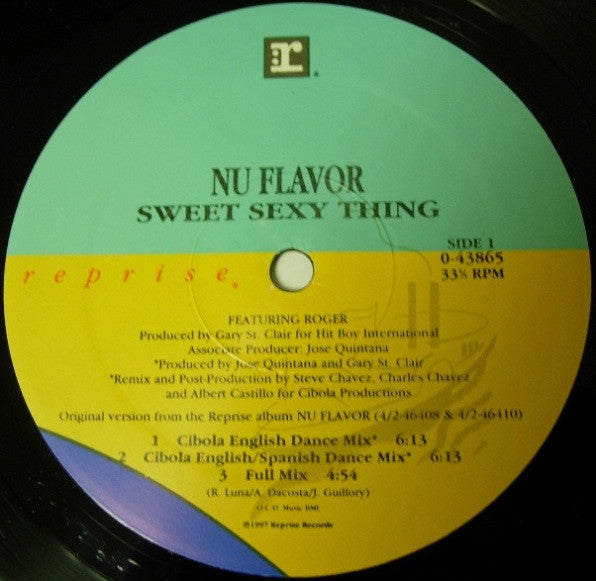 r
NU FLAVOR
SWEET SEXY THING
SIDE 1
0-43865
33⅓ RPM
reprise
FEATURING ROGER
Produced by Gary St. Clair for Hit Boy International
Associate Producer: Jose Quintana
*Produced by Jose Quintana and Gary St. Clair
*Remix and Post-Production by Steve Chavez, Charles Chavez
and Albert Castillo for Cibola Productions
Original version from the Reprise album NU FLAVOR (4/2-46408 & 4/2-46410)
1 Cibola English Dance Mix* 6:13
2 Cibola English/Spanish Dance Mix* 6:13
3 Full Mix 4:54
(R. Luna/A. Dacosta/J. Guillory)
Music BMI
℗1997 Reprise Records